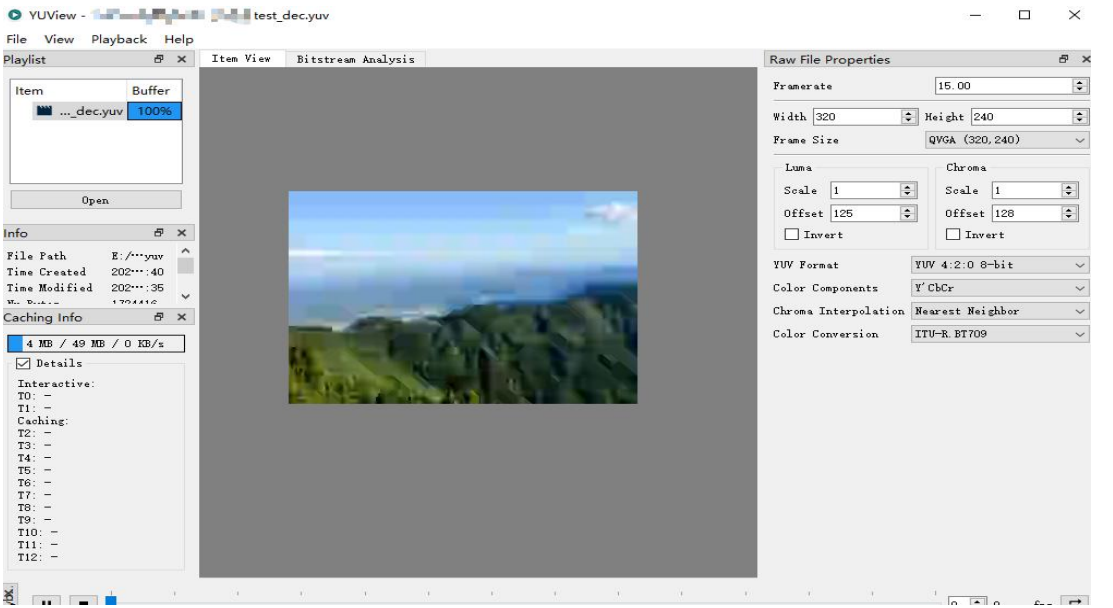 YUView - test_dec.yuv
File View Playback Help
Playlist
Item Buffer
..._dec.yuv 100%
Open
Info
File Path E:/···yuv
Time Created 202···:40
Time Modified 202···:35
Caching Info
4 MB / 49 MB / 0 KB/s
Details
Interactive:
T0: -
T1: -
Caching:
T2: -
T3: -
T4: -
T5: -
T6: -
T7: -
T8: -
T9: -
T10: -
T11: -
T12: -
Item View Bitstream Analysis
Raw File Properties
Framerate 15.00
Width 320 Height 240
Frame Size QVGA (320,240)
Luma Chroma
Scale 1 Scale 1
Offset 125 Offset 128
Invert Invert
YUV Format YUV 4:2:0 8-bit
Color Components Y'CbCr
Chroma Interpolation Nearest Neighbor
Color Conversion ITU-R.BT709